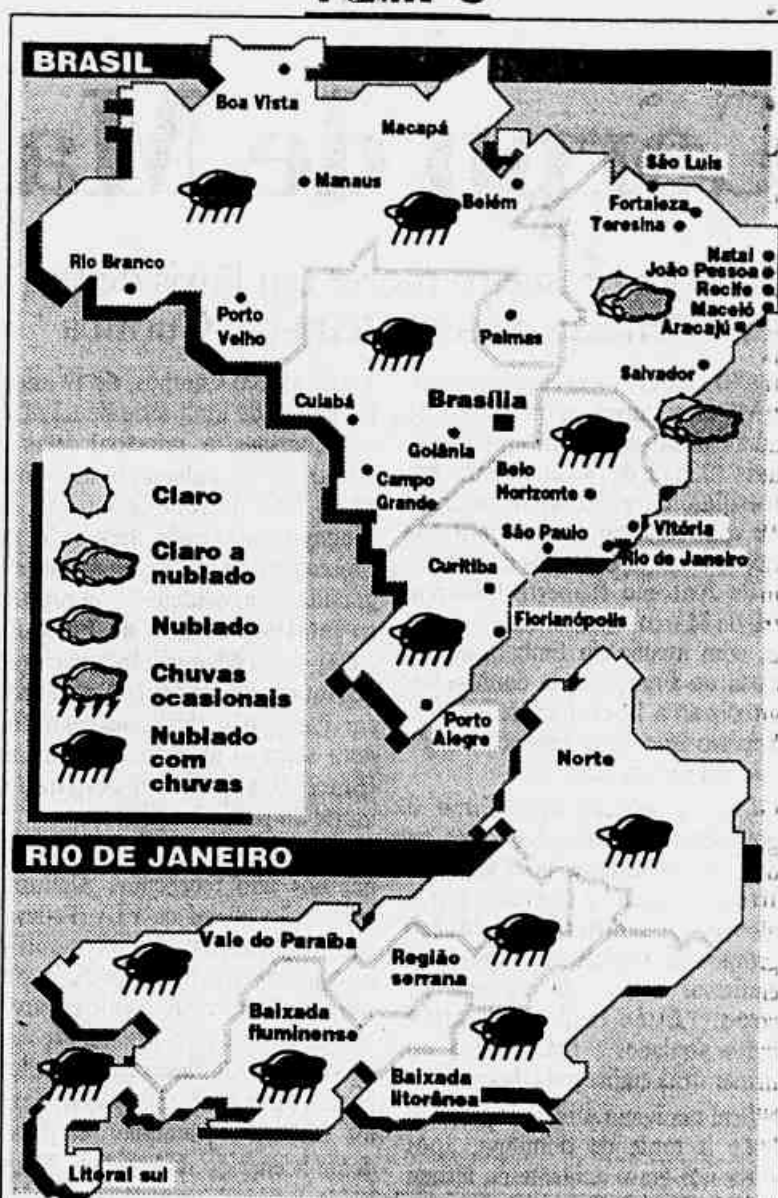 BRASIL
Boa Vista
Macapá
Manaus
Belém
São Luis
Fortaleza
Teresina
Natal
João Pessoa
Recife
Maceió
Aracajú
Rio Branco
Porto
Velho
Palmas
Salvador
Cuiabá
Brasília
Goiânia
Campo
Grande
Belo
Horizonte
Vitória
São Paulo
Rio de Janeiro
Curitiba
Florianópolis
Porto
Alegre
Claro
Claro a
nublado
Nublado
Chuvas
ocasionais
Nublado
com
chuvas
RIO DE JANEIRO
Norte
Vale do Paraíba
Região
serrana
Baixada
fluminense
Baixada
litorânea
Litoral sul